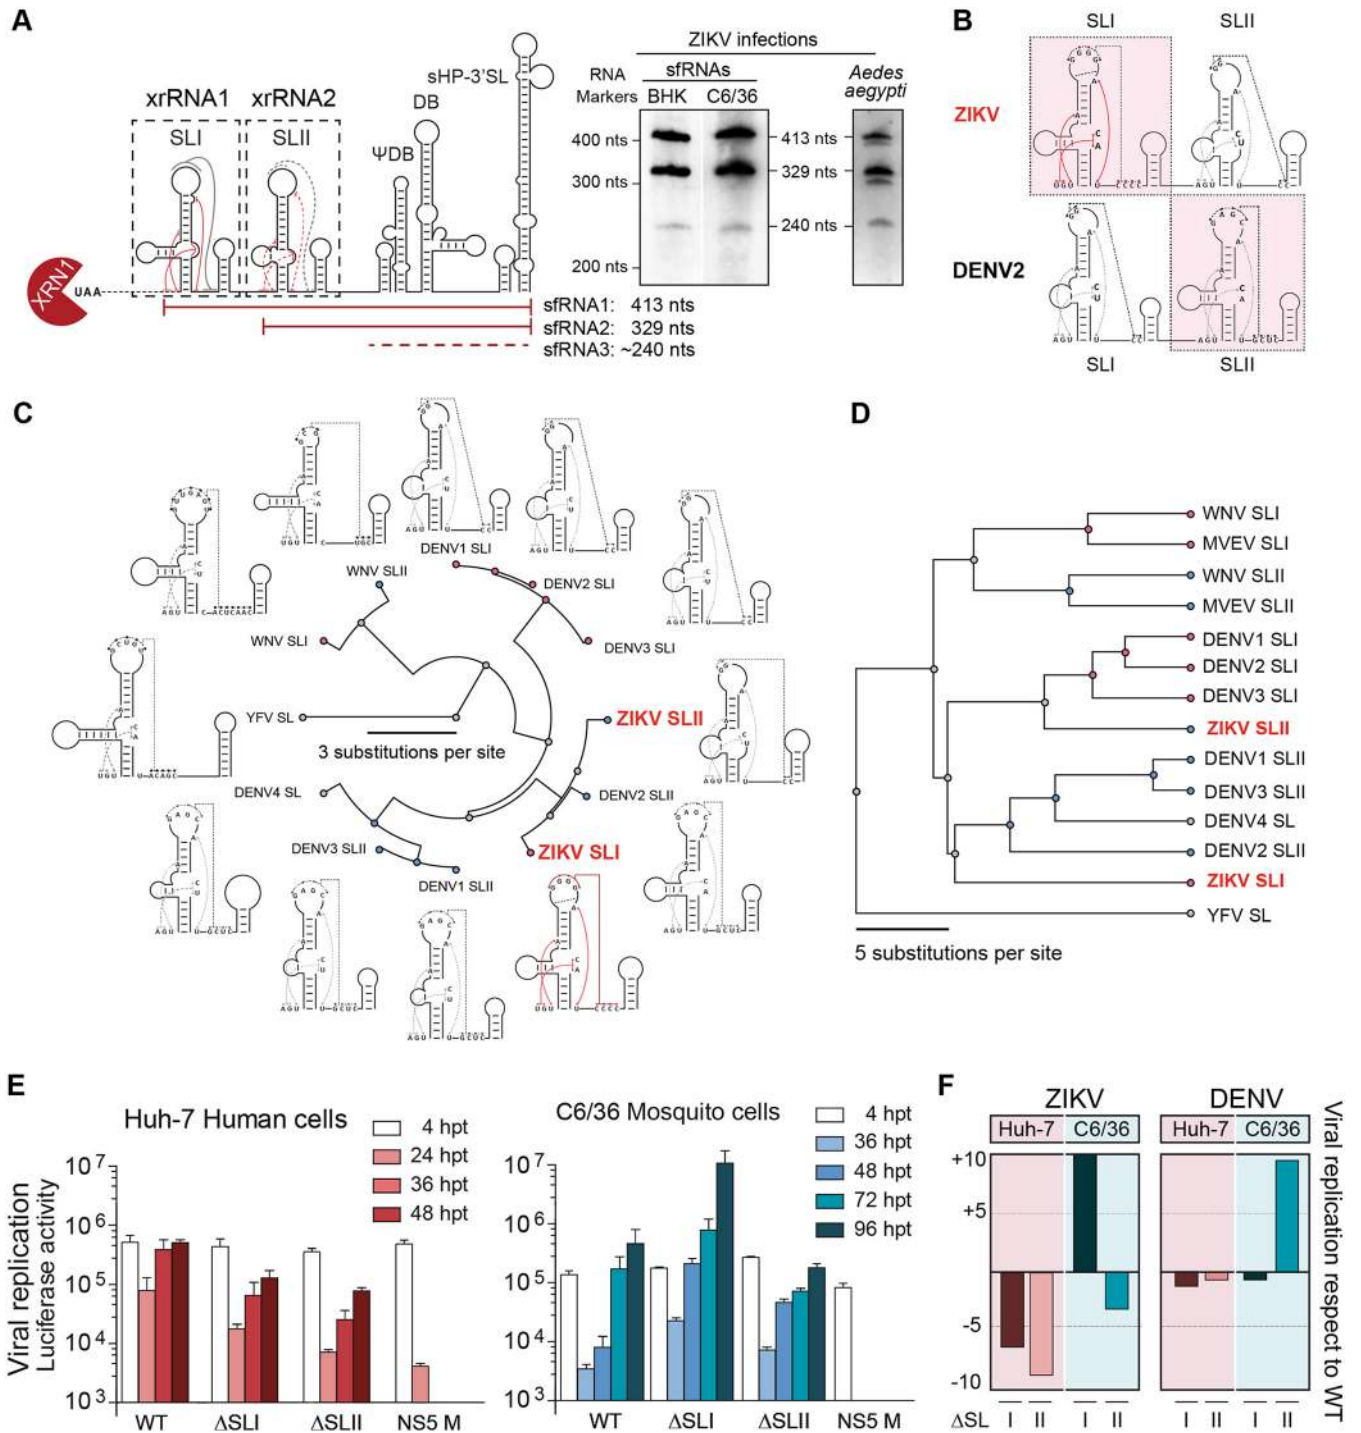 A
xrRNA1
xrRNA2
SLI
SLII
ΨDB
DB
sHP-3'SL
XRN1
UAA
sfRNA1: 413 nts
sfRNA2: 329 nts
sfRNA3: ~240 nts
ZIKV infections
RNA Markers
sfRNAs
BHK C6/36
Aedes aegypti
400 nts
300 nts
200 nts
413 nts
329 nts
240 nts
B
SLI
SLII
ZIKV
DENV2
SLI
SLII
C
DENV1 SLI
DENV2 SLI
DENV3 SLI
WNV SLII
WNV SLI
YFV SL
3 substitutions per site
ZIKV SLII
DENV2 SLII
ZIKV SLI
DENV4 SL
DENV3 SLII
DENV1 SLII
D
WNV SLI
MVEV SLI
WNV SLII
MVEV SLII
DENV1 SLI
DENV2 SLI
DENV3 SLI
ZIKV SLII
DENV1 SLII
DENV3 SLII
DENV4 SL
DENV2 SLII
ZIKV SLI
YFV SL
5 substitutions per site
E
Huh-7 Human cells
4 hpt
24 hpt
36 hpt
48 hpt
Viral replication
Luciferase activity
10⁷
10⁶
10⁵
10⁴
10³
WT ΔSLI ΔSLII NS5 M
C6/36 Mosquito cells
4 hpt
36 hpt
48 hpt
72 hpt
96 hpt
10⁷
10⁶
10⁵
10⁴
10³
WT ΔSLI ΔSLII NS5 M
F
ZIKV DENV
Huh-7 C6/36 Huh-7 C6/36
+10
+5
-5
-10
ΔSL I II I II I II I II
Viral replication respect to WT